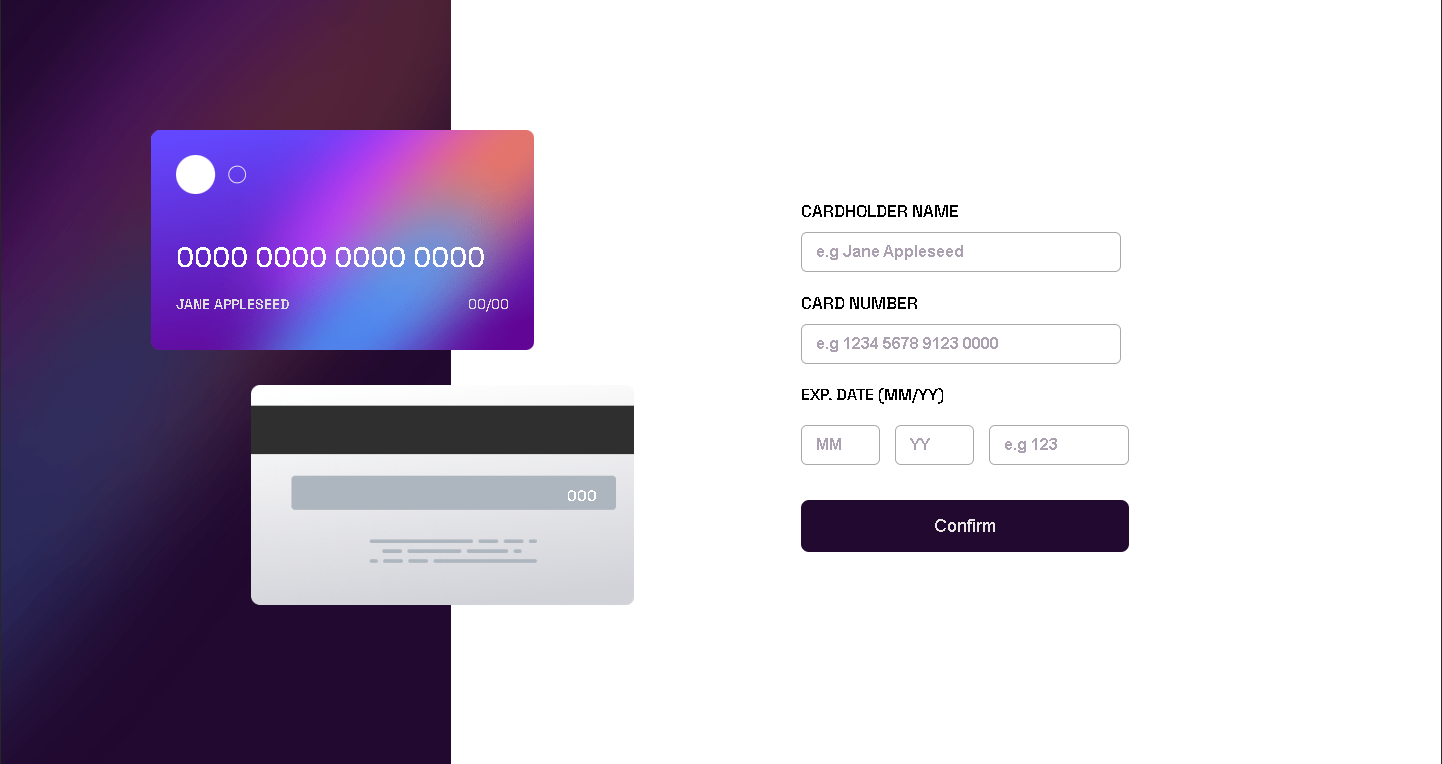 0000 0000 0000 0000
JANE APPLESEED 00/00
000
CARDHOLDER NAME
e.g Jane Appleseed
CARD NUMBER
e.g 1234 5678 9123 0000
EXP. DATE (MM/YY)
MM YY e.g 123
Confirm